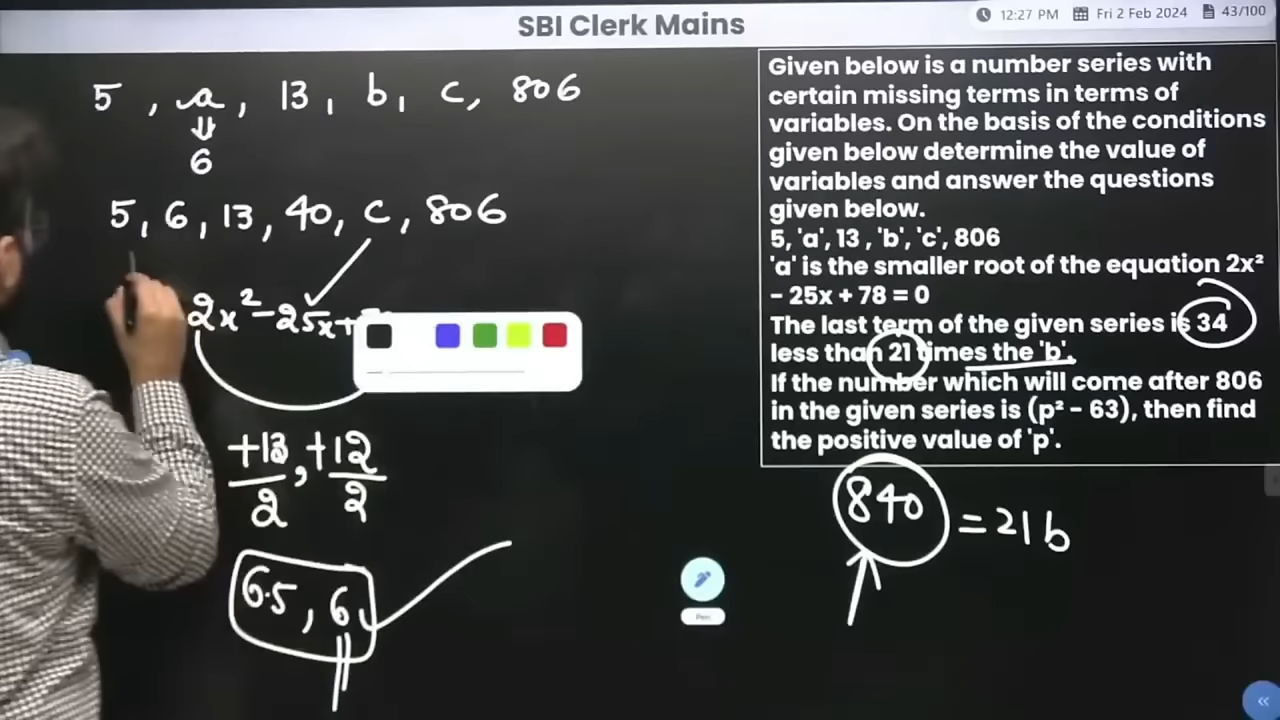 SBI Clerk Mains
12:27 PM Fri 2 Feb 2024 43/100
5 , a, 13, b, c, 806
6
5, 6, 13, 40, c, 806
2x² - 25x +
+13/2, +12/2
6.5, 6
Given below is a number series with
certain missing terms in terms of
variables. On the basis of the conditions
given below determine the value of
variables and answer the questions
given below.
5, 'a', 13 , 'b', 'c', 806
'a' is the smaller root of the equation 2x²
- 25x + 78 = 0
The last term of the given series is 34
less than 21 times the 'b'.
If the number which will come after 806
in the given series is (p² - 63), then find
the positive value of 'p'.
840 = 21b
Pen